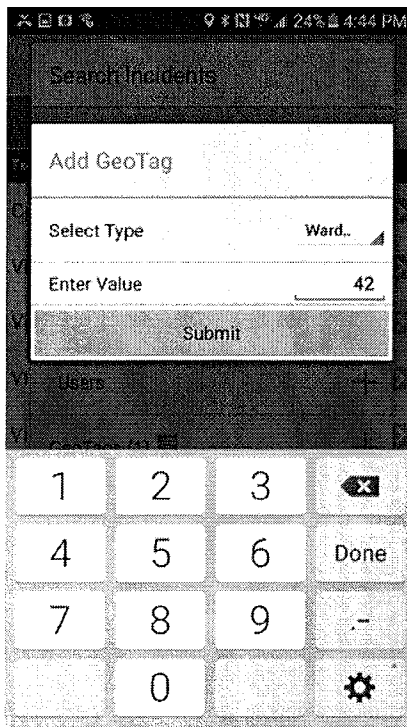 24% 4:44 PM
Search Incidents
Add GeoTag
Select Type Ward..
Enter Value 42
Submit
Users
GeoTags (1)
1 2 3
4 5 6 Done
7 8 9 .-
0